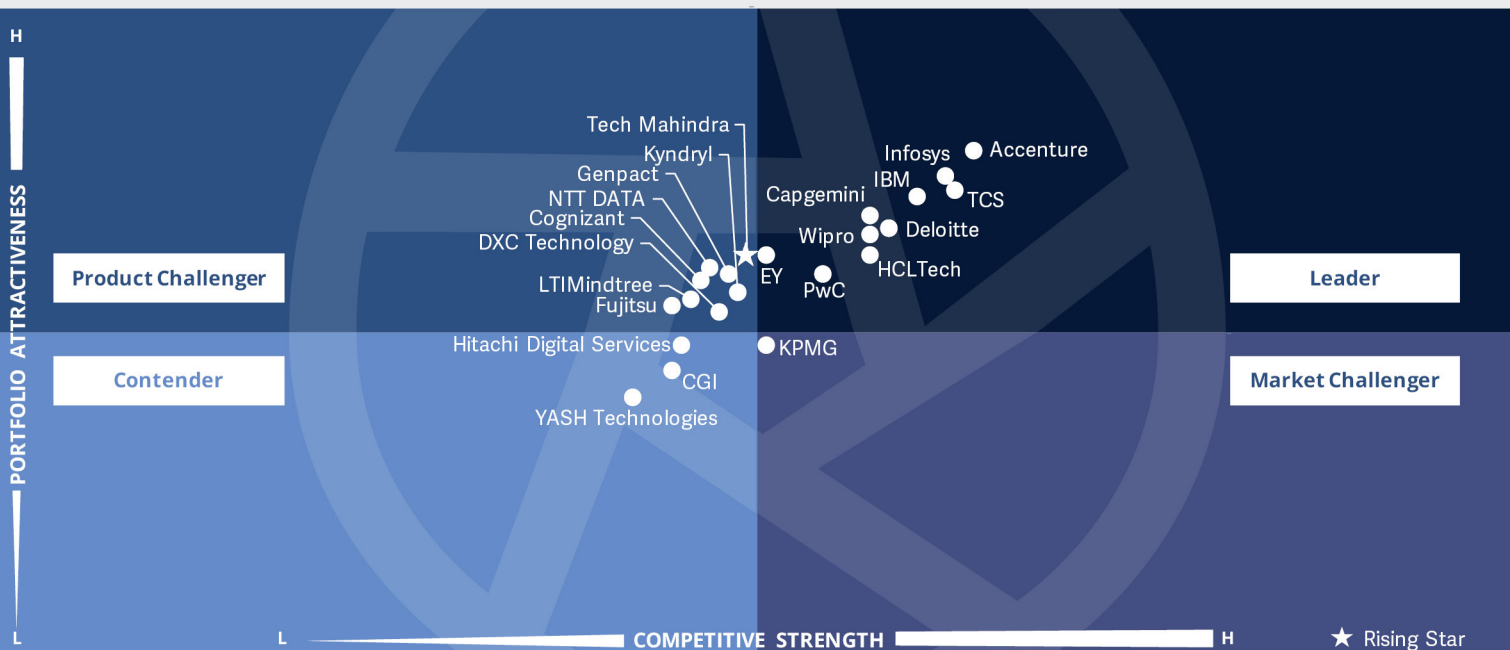 H
Tech Mahindra
Kyndryl
Genpact
NTT DATA
Cognizant
DXC Technology
LTIMindtree
Fujitsu
Infosys
Accenture
IBM
TCS
Capgemini
Deloitte
Wipro
HCLTech
EY
PwC
Product Challenger
Leader
Hitachi Digital Services
KPMG
CGI
YASH Technologies
Contender
Market Challenger
PORTFOLIO ATTRACTIVENESS
L
L
COMPETITIVE STRENGTH
H
Rising Star